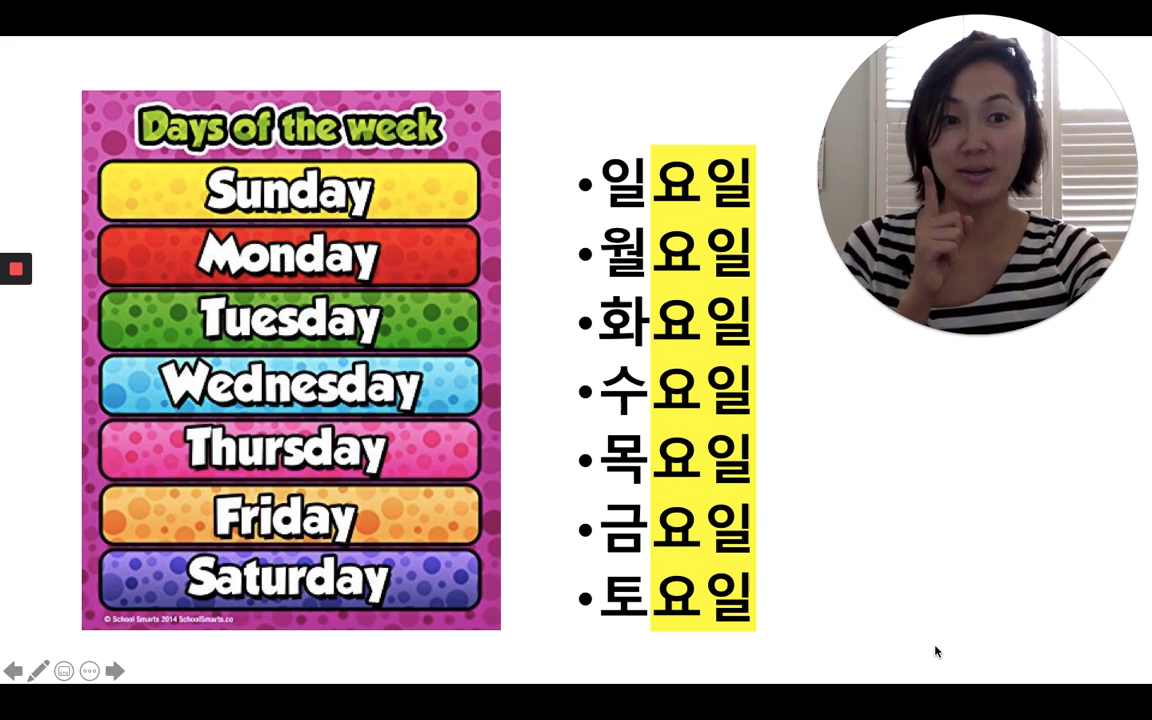 Days of the week
Sunday
Monday
Tuesday
Wednesday
Thursday
Friday
Saturday
© School Smarts 2014 SchoolSmarts.co
• 일요일
• 월요일
• 화요일
• 수요일
• 목요일
• 금요일
• 토요일